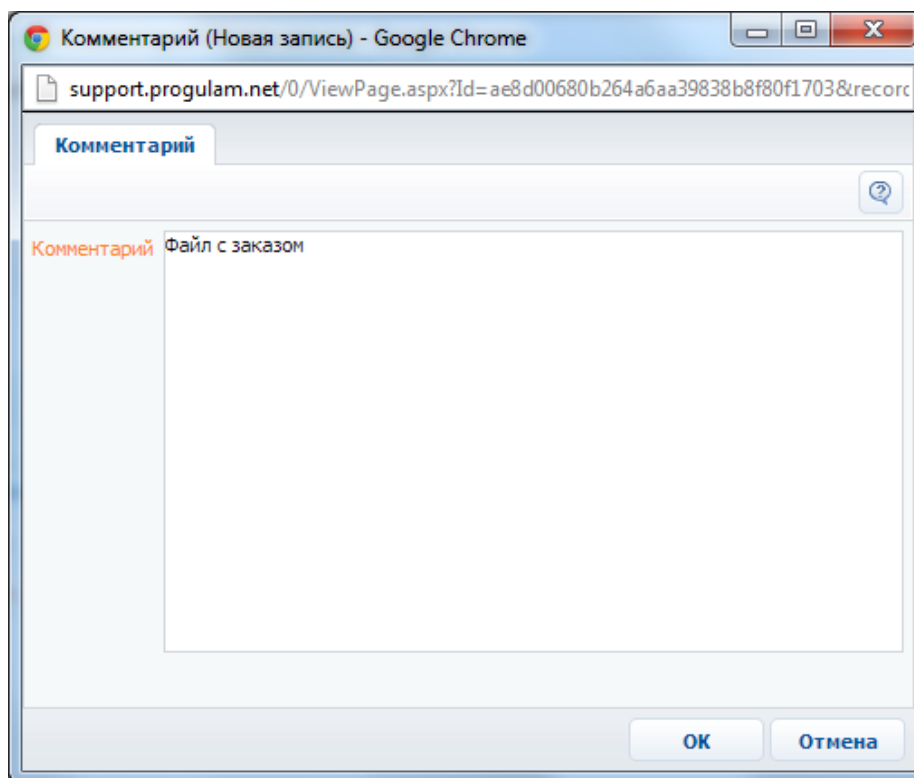 Комментарий (Новая запись) - Google Chrome
support.progulam.net/0/ViewPage.aspx?Id=ae8d00680b264a6aa39838b8f80f1703&recorc
Комментарий
Комментарий Файл с заказом
ОК Отмена